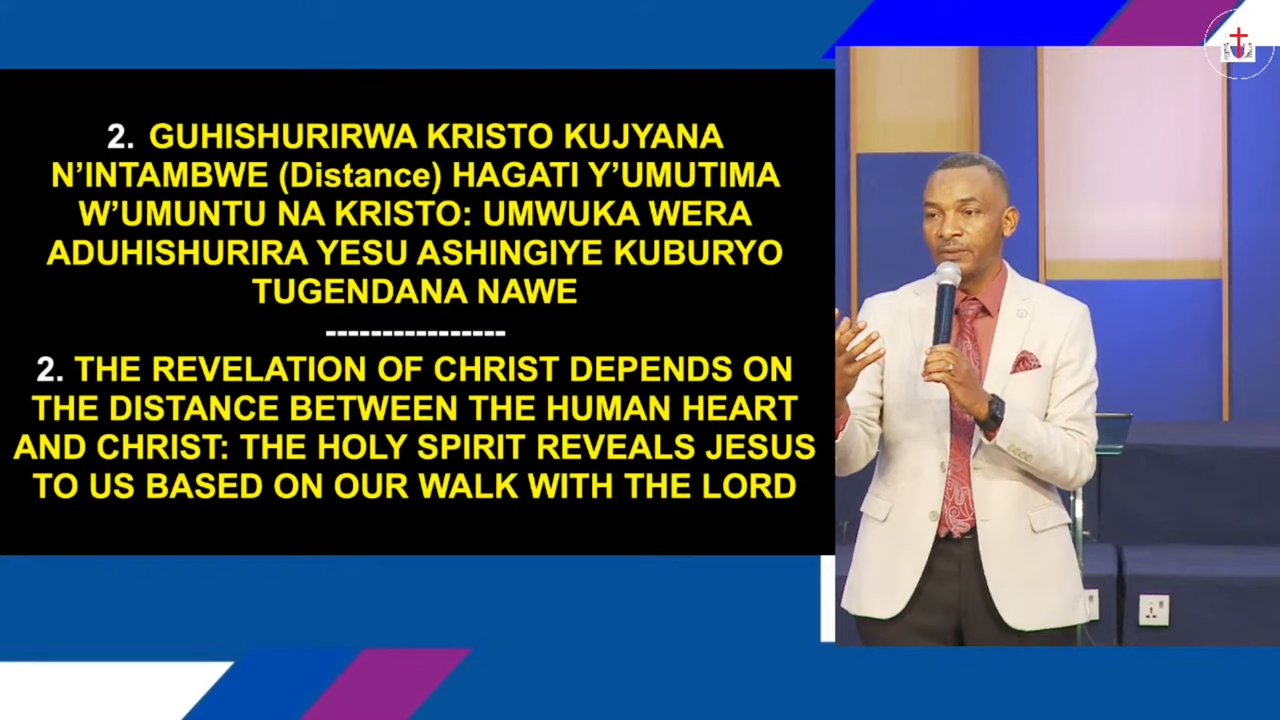 2. GUHISHURIRWA KRISTO KUJYANA
N’INTAMBWE (Distance) HAGATI Y’UMUTIMA
W’UMUNTU NA KRISTO: UMWUKA WERA
ADUHISHURIRA YESU ASHINGIYE KUBURYO
TUGENDANA NAWE
----------------
2. THE REVELATION OF CHRIST DEPENDS ON
THE DISTANCE BETWEEN THE HUMAN HEART
AND CHRIST: THE HOLY SPIRIT REVEALS JESUS
TO US BASED ON OUR WALK WITH THE LORD